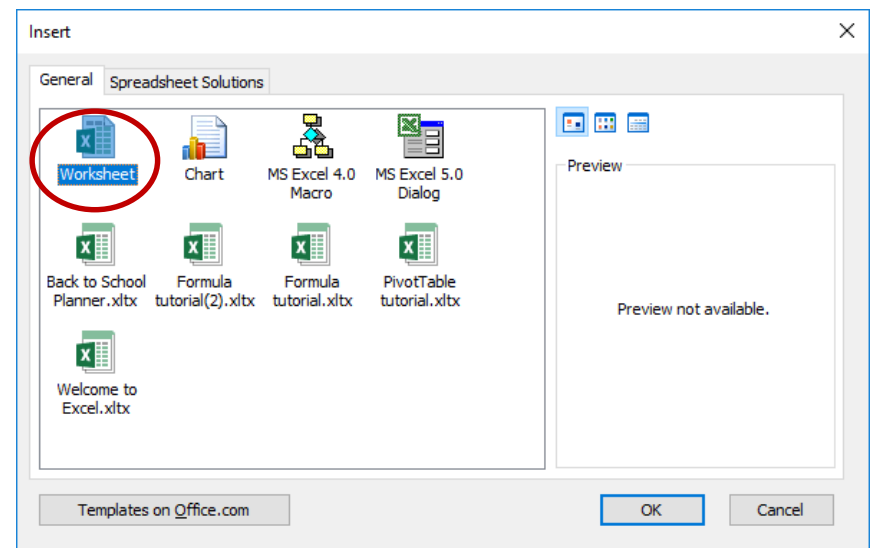 Insert
General Spreadsheet Solutions
Worksheet Chart MS Excel 4.0 MS Excel 5.0
Macro Dialog
Back to School Formula Formula PivotTable
Planner.xltx tutorial(2).xltx tutorial.xltx tutorial.xltx
Welcome to
Excel.xltx
Preview
Preview not available.
Templates on Office.com OK Cancel